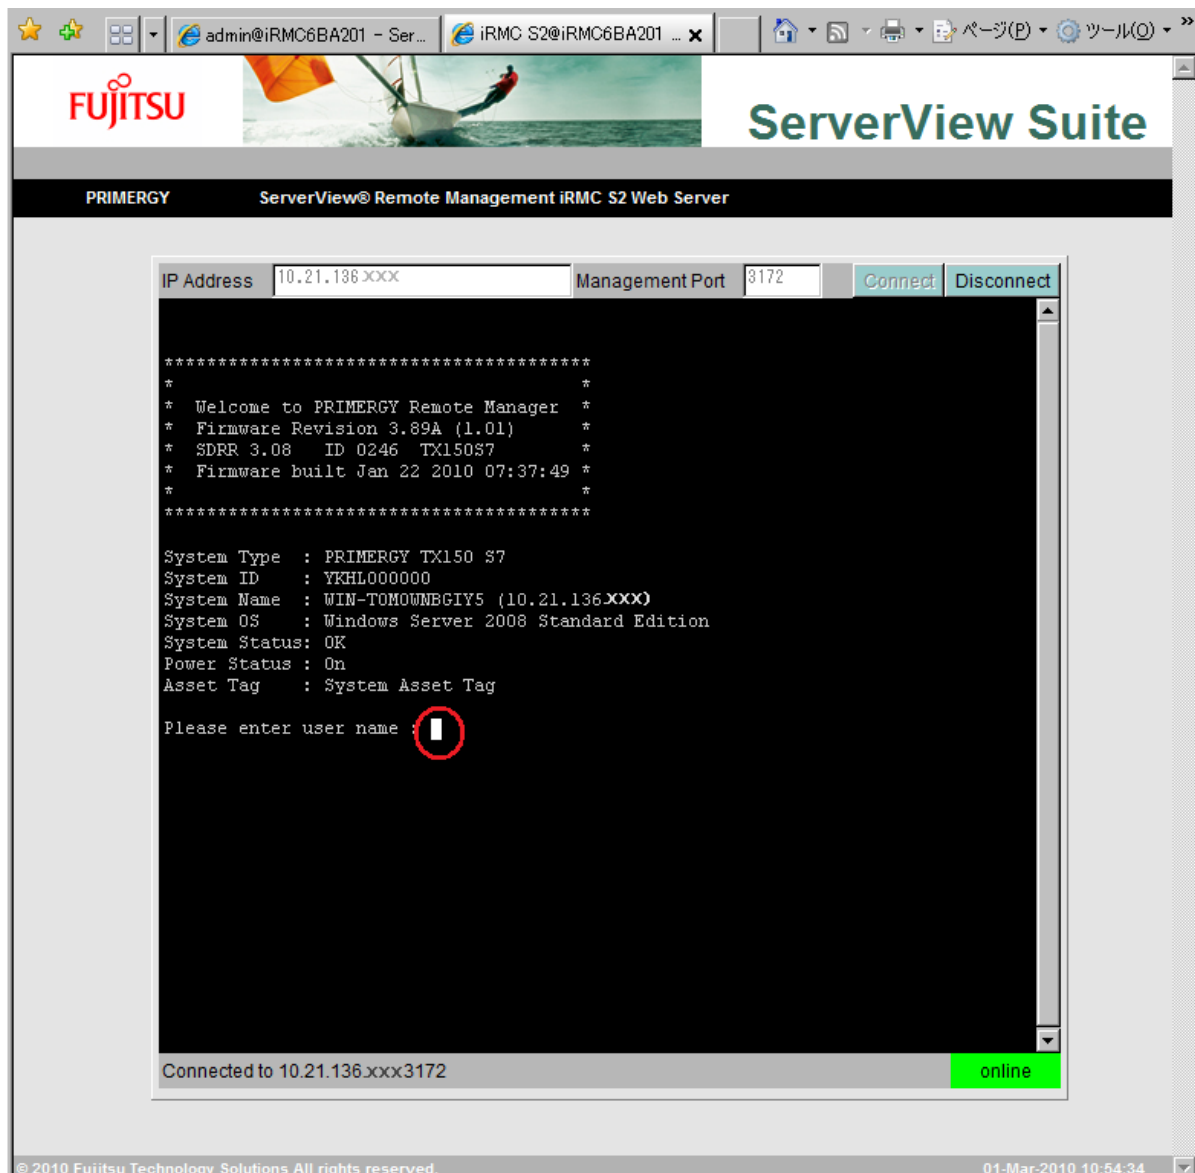 admin@iRMC6BA201 - Ser...
iRMC S2@iRMC6BA201 ...
ページ(P)
ツール(O)
FUJITSU
ServerView Suite
PRIMERGY
ServerView® Remote Management iRMC S2 Web Server
IP Address 10.21.136.xxx Management Port 3172 Connect Disconnect
****************************************
* *
* Welcome to PRIMERGY Remote Manager *
* Firmware Revision 3.89A (1.01) *
* SDRR 3.08 ID 0246 TX150S7 *
* Firmware built Jan 22 2010 07:37:49 *
* *
****************************************
System Type : PRIMERGY TX150 S7
System ID : YKHL000000
System Name : WIN-TOMOWNBGIY5 (10.21.136.XXX)
System OS : Windows Server 2008 Standard Edition
System Status: OK
Power Status : On
Asset Tag : System Asset Tag
Please enter user name :
Connected to 10.21.136.xxx3172 online
© 2010 Fujitsu Technology Solutions All rights reserved. 01-Mar-2010 10:54:34